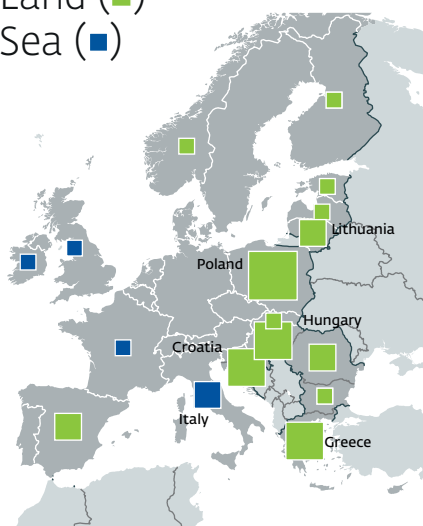 Land (■)
Sea (■)
Lithuania
Poland
Hungary
Croatia
Italy
Greece